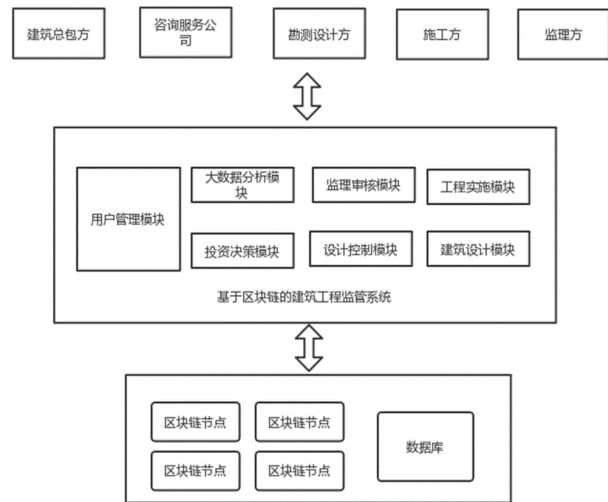 建筑总包方
咨询服务公
司
勘测设计方
施工方
监理方
用户管理模块
大数据分析模
块
监理审核模块
工程实施模块
投资决策模块
设计控制模块
建筑设计模块
基于区块链的建筑工程监管系统
区块链节点
区块链节点
数据库
区块链节点
区块链节点